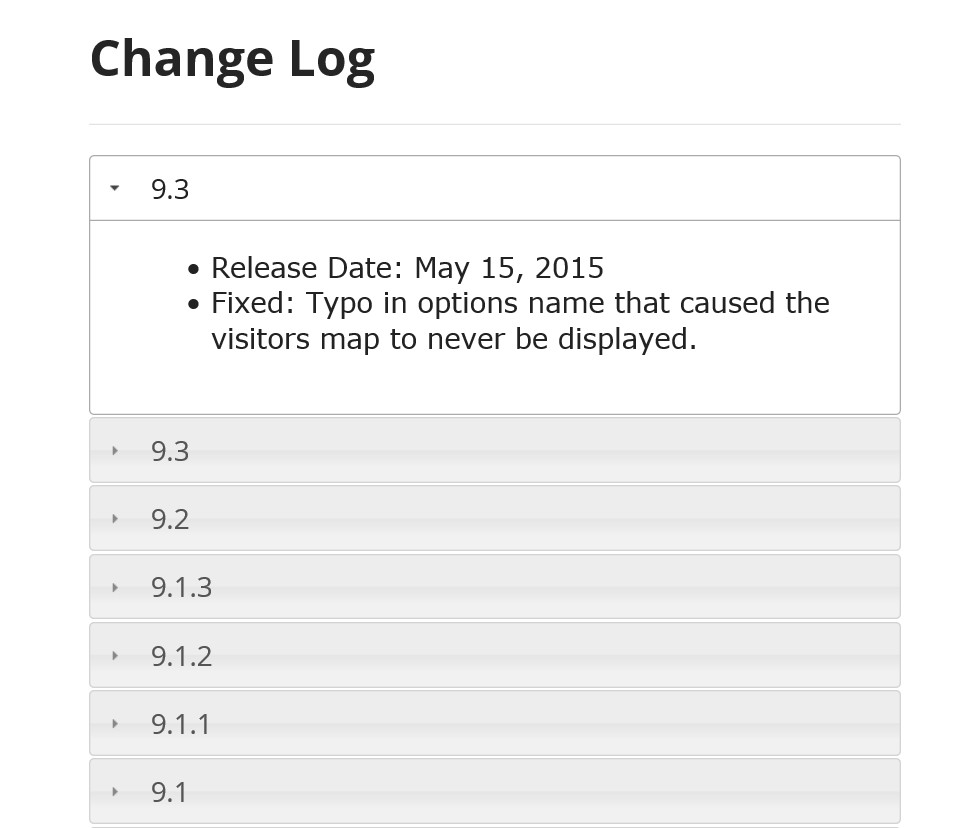 Change Log
9.3
• Release Date: May 15, 2015
• Fixed: Typo in options name that caused the
visitors map to never be displayed.
9.3
9.2
9.1.3
9.1.2
9.1.1
9.1